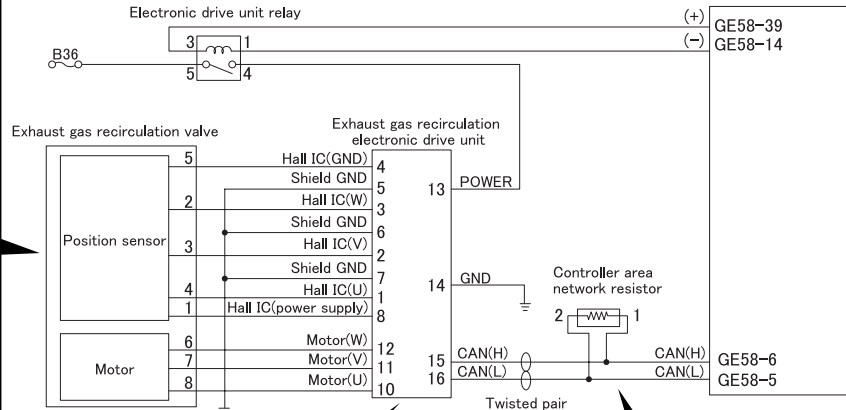 Electronic drive unit relay
(+) GE58-39
3 1
(-) GE58-14
B36
5 4
Exhaust gas recirculation valve
Exhaust gas recirculation
electronic drive unit
5 Hall IC(GND) 4
Shield GND 5
13 POWER
2 Hall IC(W) 3
Shield GND 6
Position sensor
3 Hall IC(V) 2
Shield GND 7
14 GND
Controller area
network resistor
4 Hall IC(U) 1
1 Hall IC(power supply) 8
2 1
6 Motor(W) 12
Motor
7 Motor(V) 11
15 CAN(H) CAN(H) GE58-6
8 Motor(U) 10
16 CAN(L) CAN(L) GE58-5
Twisted pair